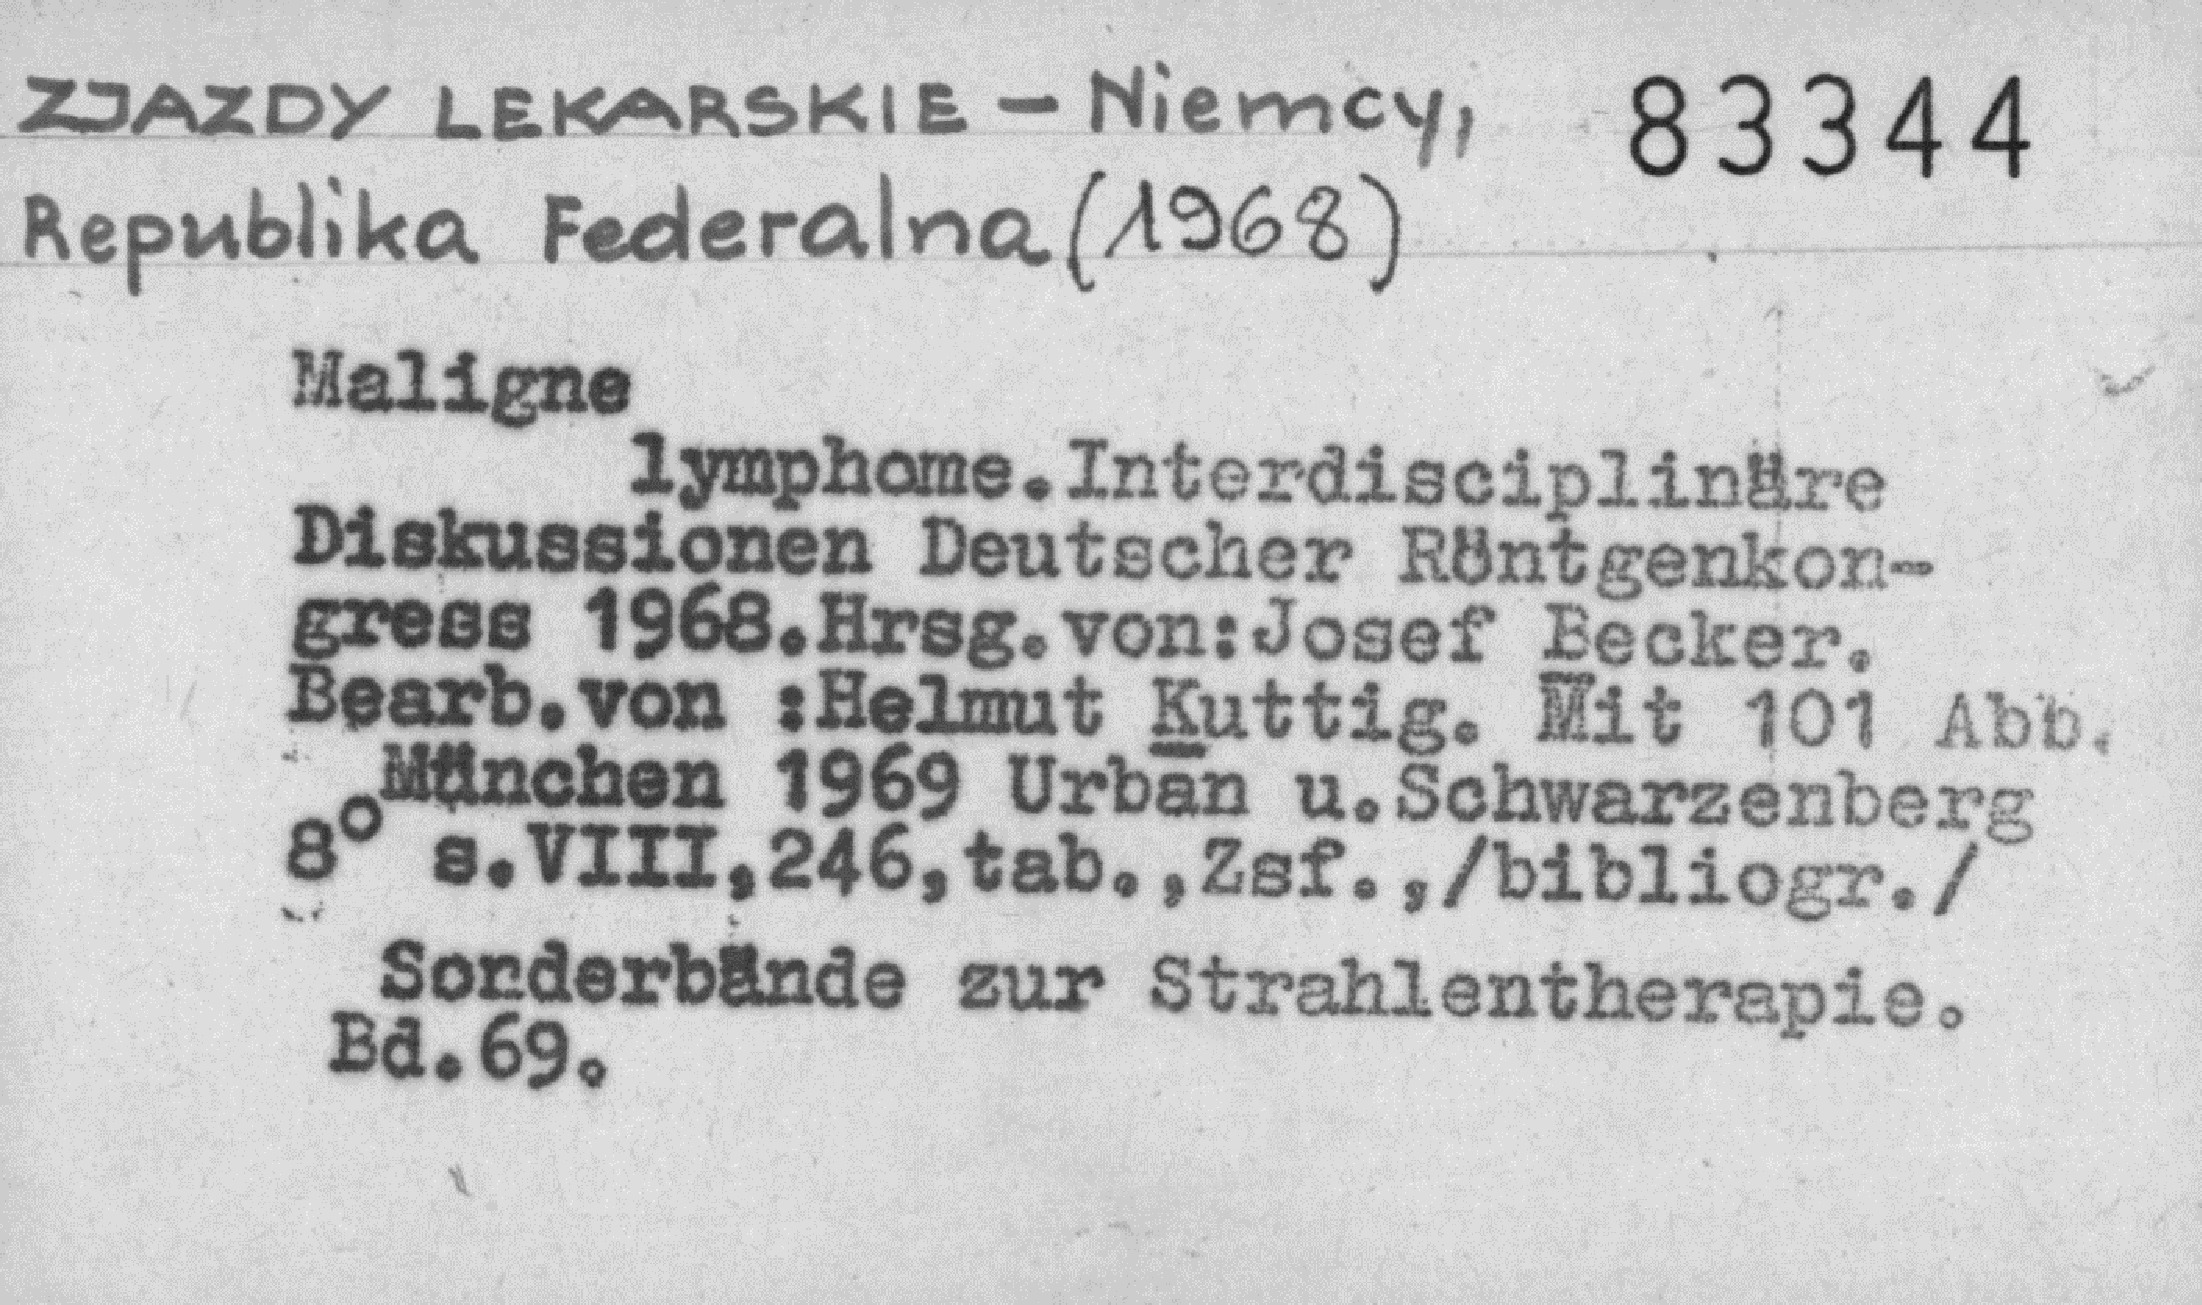 ZJAZDY LEKARSKIE – Niemcy, 83344
Republika Federalna (1968)
Maligne
lymphome.Interdisciplinäre
Diskussionen Deutscher Röntgenkon-
gress 1968.Hrsg.von:Josef Becker.
Bearb.von :Helmut Kuttig. Mit 101 Abb.
München 1969 Urban u.Schwarzenberg
8° s.VIII,246,tab.,Zsf.,/bibliogr./
Sonderbände zur Strahlentherapie.
Bd.69.